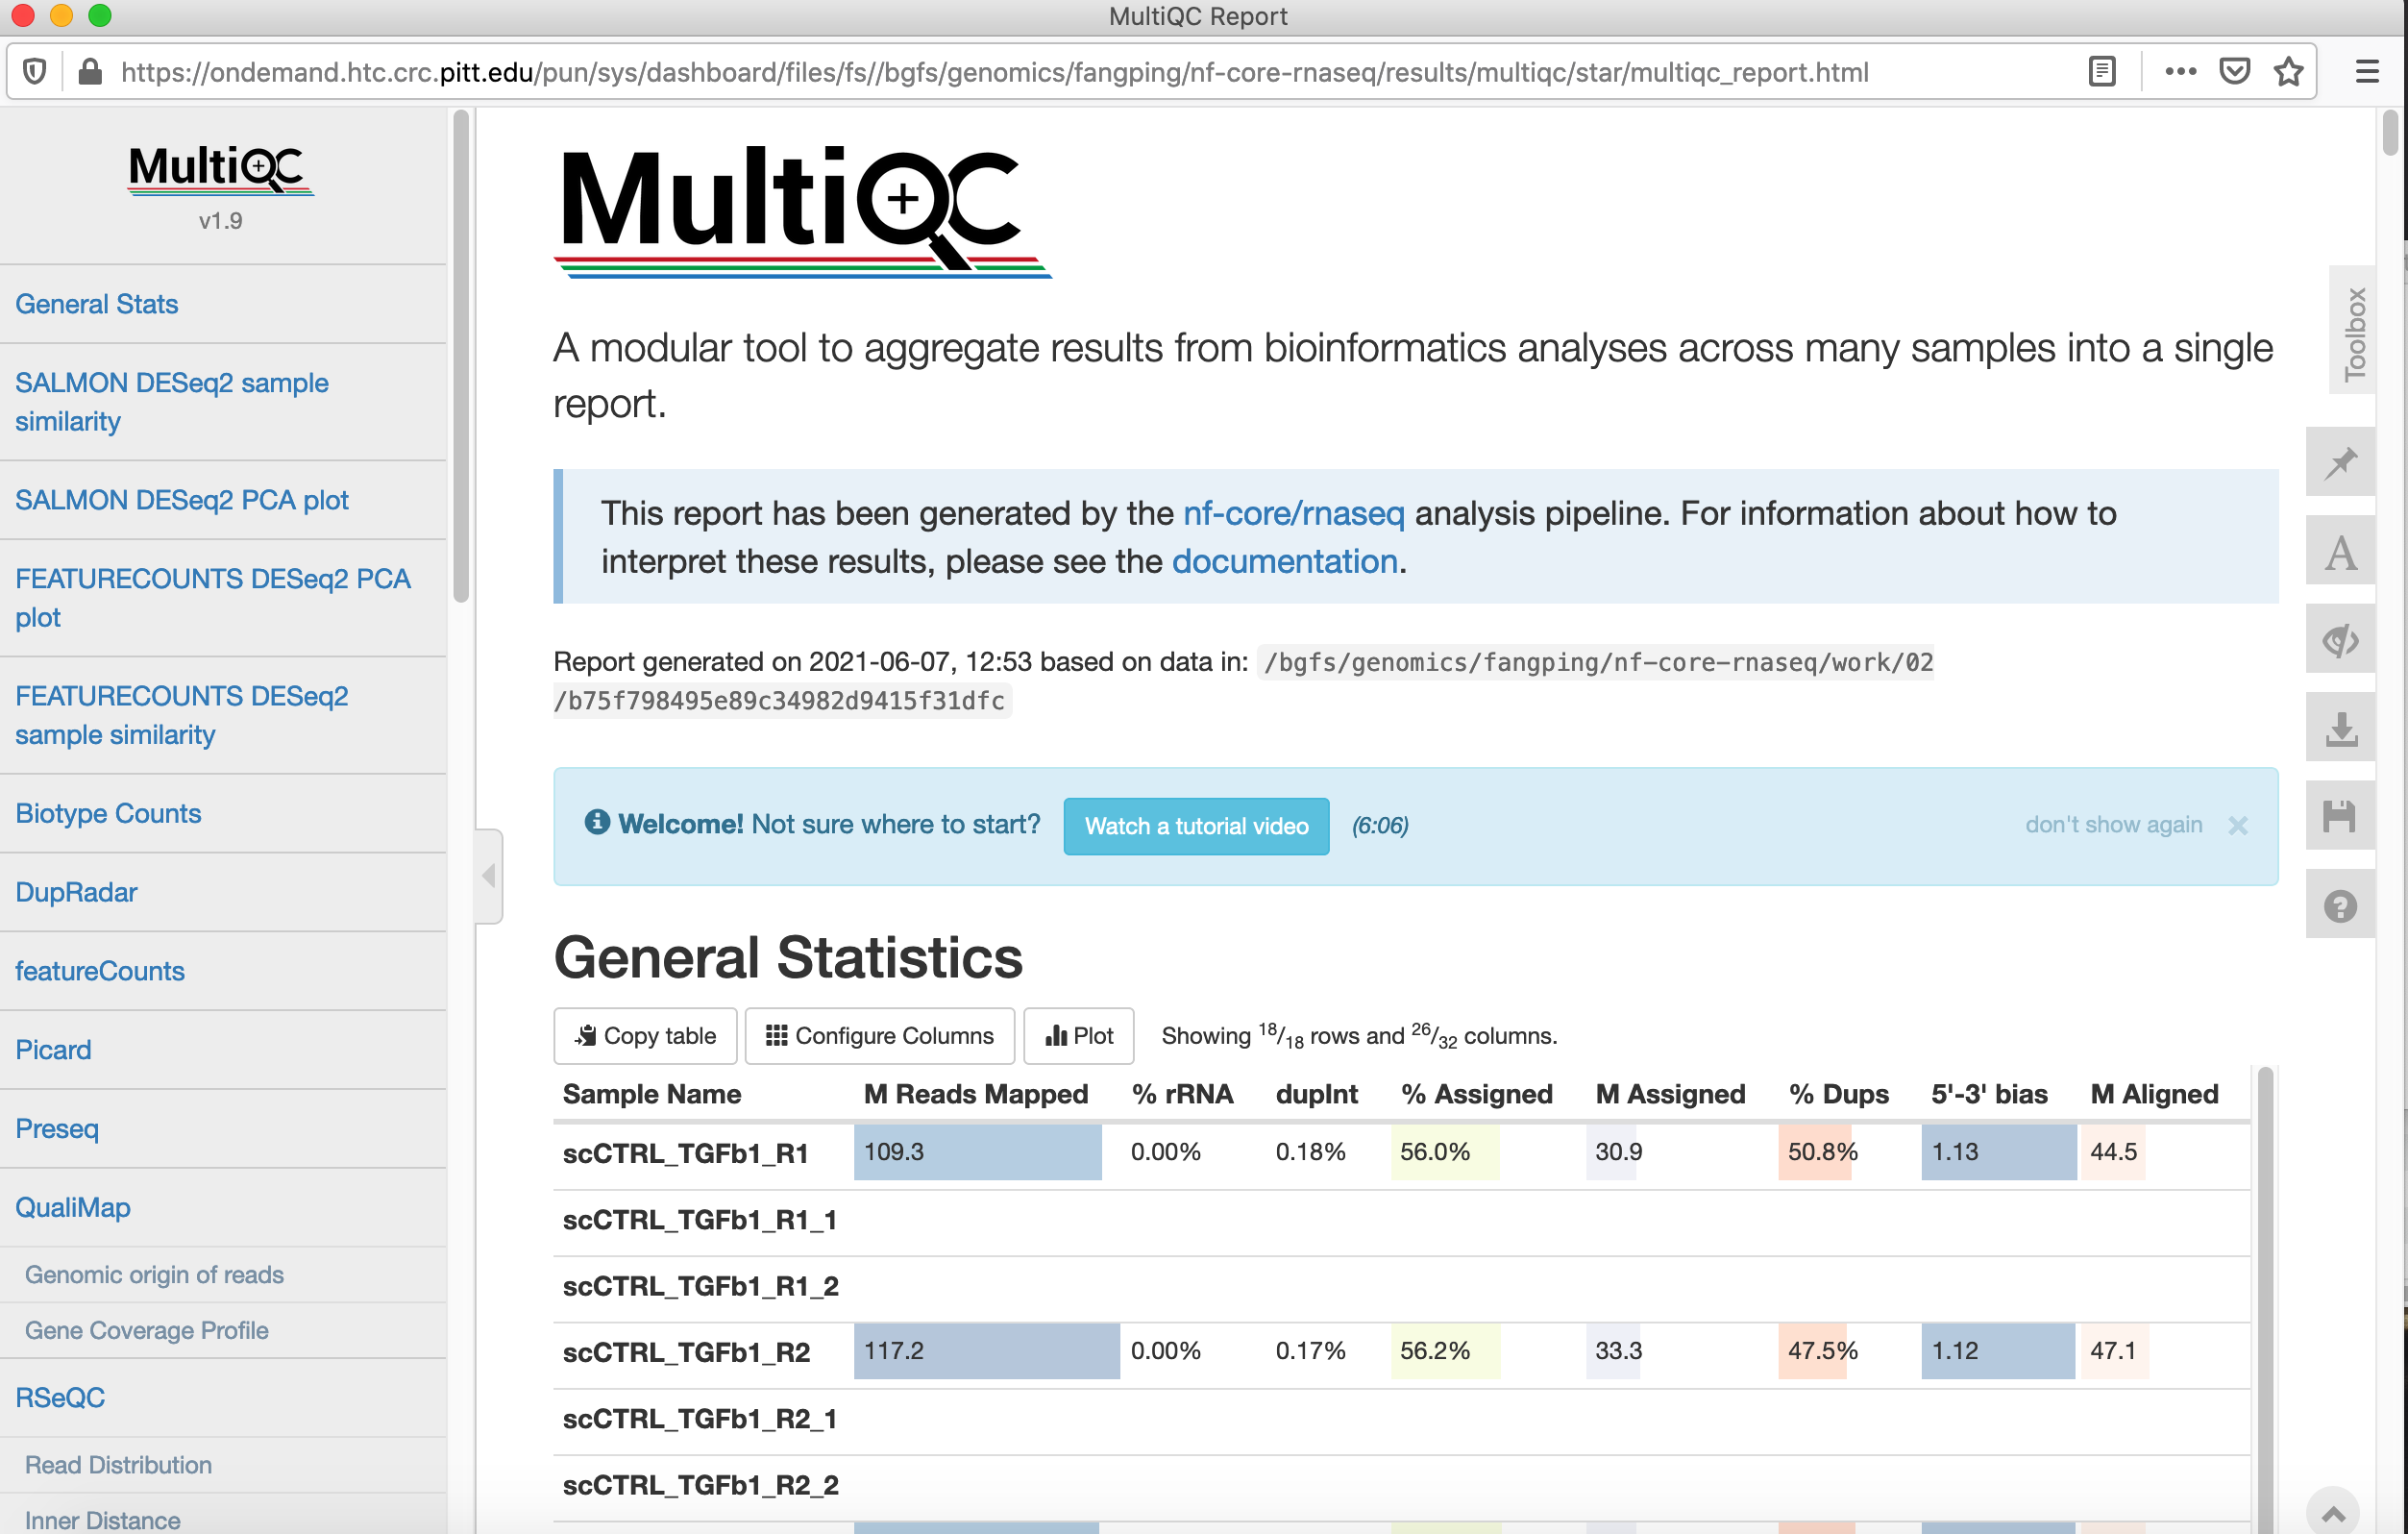 MultiQC Report
https://ondemand.htc.crc.pitt.edu/pun/sys/dashboard/files/fs//bgfs/genomics/fangping/nf-core-rnaseq/results/multiqc/star/multiqc_report.html
MultiQC
v1.9
General Stats
SALMON DESeq2 sample
similarity
SALMON DESeq2 PCA plot
FEATURECOUNTS DESeq2 PCA
plot
FEATURECOUNTS DESeq2
sample similarity
Biotype Counts
DupRadar
featureCounts
Picard
Preseq
QualiMap
Genomic origin of reads
Gene Coverage Profile
RSeQC
Read Distribution
Inner Distance
MultiQC
A modular tool to aggregate results from bioinformatics analyses across many samples into a single
report.
This report has been generated by the nf-core/rnaseq analysis pipeline. For information about how to
interpret these results, please see the documentation.
Report generated on 2021-06-07, 12:53 based on data in: /bgfs/genomics/fangping/nf-core-rnaseq/work/02
/b75f798495e89c34982d9415f31dfc
Welcome! Not sure where to start? Watch a tutorial video (6:06) don't show again ×
General Statistics
Copy table Configure Columns Plot Showing 18/18 rows and 26/32 columns.
Sample Name M Reads Mapped % rRNA dupInt % Assigned M Assigned % Dups 5'-3' bias M Aligned
scCTRL_TGFb1_R1 109.3 0.00% 0.18% 56.0% 30.9 50.8% 1.13 44.5
scCTRL_TGFb1_R1_1
scCTRL_TGFb1_R1_2
scCTRL_TGFb1_R2 117.2 0.00% 0.17% 56.2% 33.3 47.5% 1.12 47.1
scCTRL_TGFb1_R2_1
scCTRL_TGFb1_R2_2
Toolbox
A